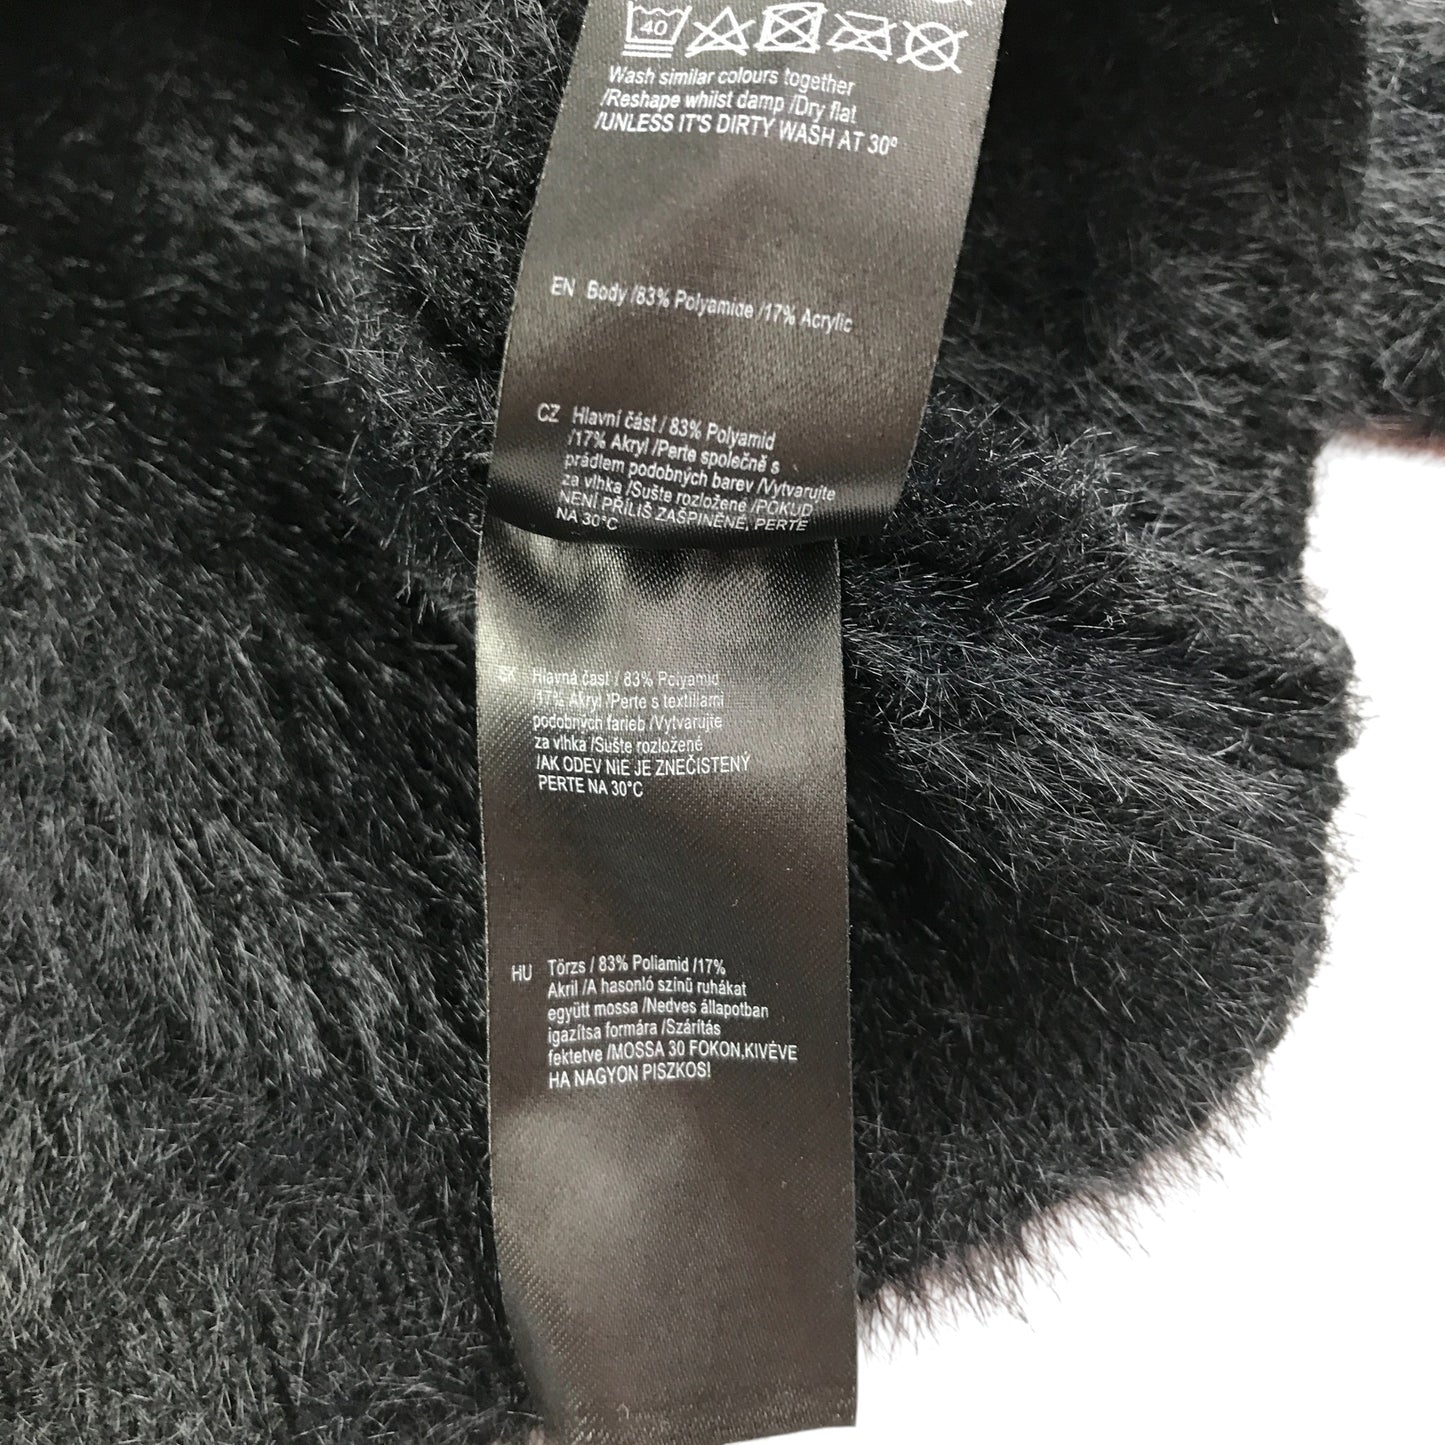 40
Wash similar colours together
/Reshape whilst damp /Dry flat
/UNLESS IT'S DIRTY WASH AT 30º
EN Body /83% Polyamide /17% Acrylic
CZ Hlavní část / 83% Polyamid
/17% Akryl /Perte společně s
prádlem podobných barev /Vytvarujte
za vlhka /Sušte rozložené /POKUD
NENÍ PŘÍLIŠ ZAŠPINĚNÉ, PERTE
NA 30°C
SK Hlavná časť / 83% Polyamid
/17% Akryl /Perte s textíliami
podobných farieb /Vytvarujte
za vlhka /Sušte rozložené
/AK ODEV NIE JE ZNEČISTENÝ
PERTE NA 30°C
HU Törzs / 83% Poliamid /17%
Akril /A hasonló színű ruhákat
együtt mossa /Nedves állapotban
igazítsa formára /Szárítás
fektetve /MOSSA 30 FOKON,KIVÉVE
HA NAGYON PISZKOS!